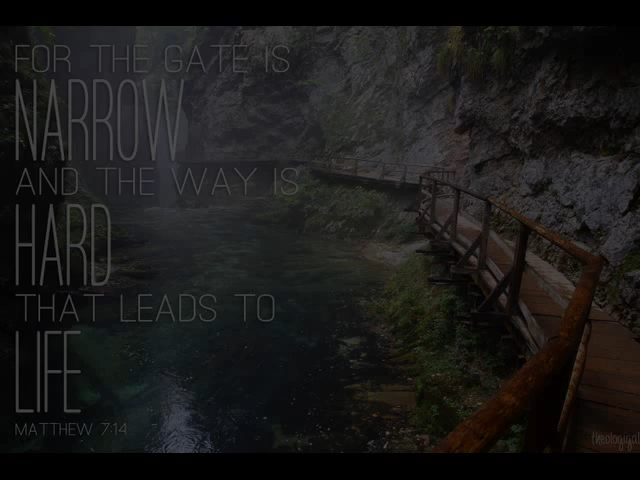 FOR THE GATE IS
NARROW
AND THE WAY IS
HARD
THAT LEADS TO
LIFE
MATTHEW 7:14